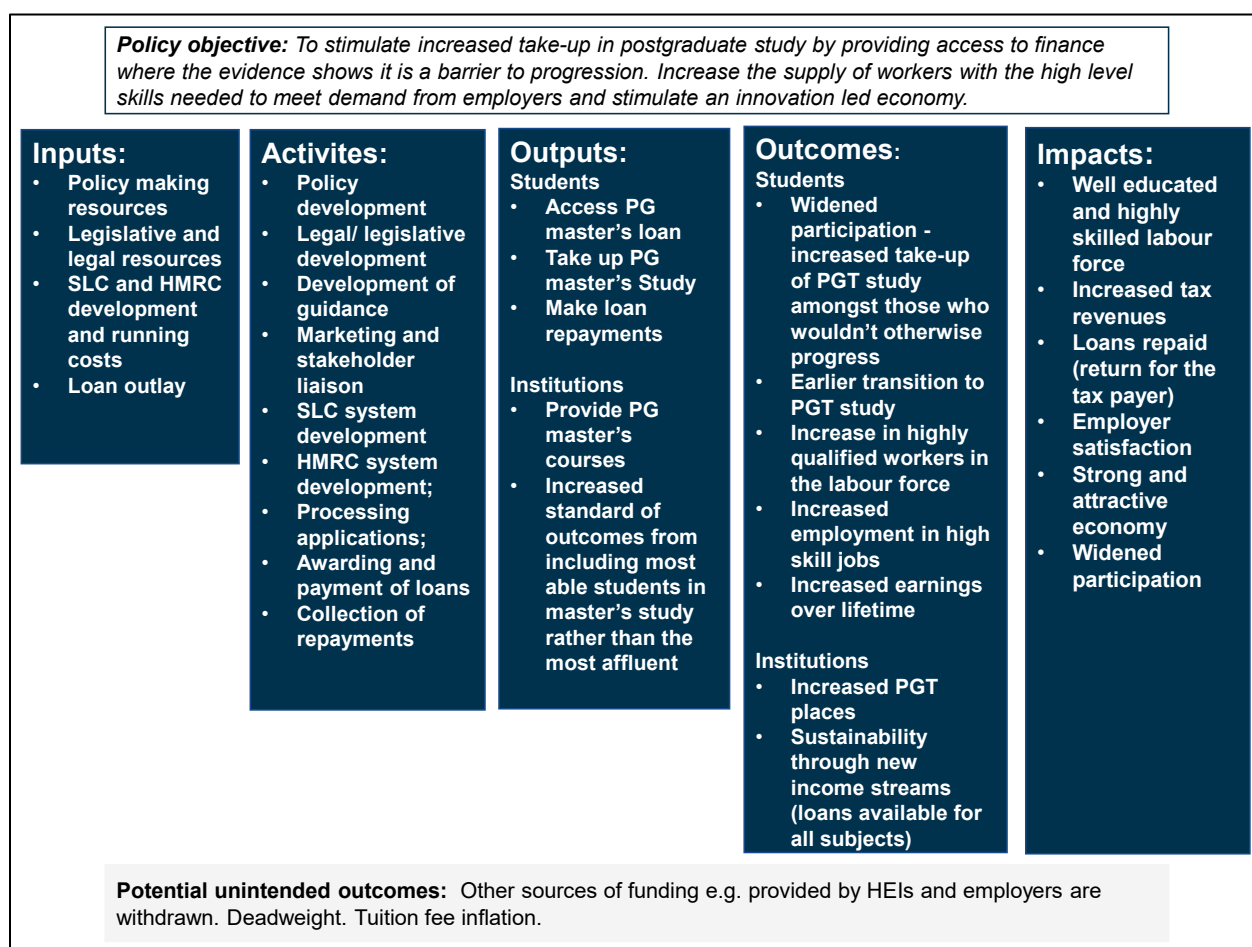 Policy objective: To stimulate increased take-up in postgraduate study by providing access to finance
where the evidence shows it is a barrier to progression. Increase the supply of workers with the high level
skills needed to meet demand from employers and stimulate an innovation led economy.
Inputs:
• Policy making
resources
• Legislative and
legal resources
• SLC and HMRC
development
and running
costs
• Loan outlay
Activites:
• Policy
development
• Legal/ legislative
development
• Development of
guidance
• Marketing and
stakeholder
liaison
• SLC system
development
• HMRC system
development;
• Processing
applications;
• Awarding and
payment of loans
• Collection of
repayments
Outputs:
Students
• Access PG
master’s loan
• Take up PG
master’s Study
• Make loan
repayments
Institutions
• Provide PG
master’s
courses
• Increased
standard of
outcomes from
including most
able students in
master’s study
rather than the
most affluent
Outcomes:
Students
• Widened
participation -
increased take-up
of PGT study
amongst those who
wouldn’t otherwise
progress
• Earlier transition to
PGT study
• Increase in highly
qualified workers in
the labour force
• Increased
employment in high
skill jobs
• Increased earnings
over lifetime
Institutions
• Increased PGT
places
• Sustainability
through new
income streams
(loans available for
all subjects)
Impacts:
• Well educated
and highly
skilled labour
force
• Increased tax
revenues
• Loans repaid
(return for the
tax payer)
• Employer
satisfaction
• Strong and
attractive
economy
• Widened
participation
Potential unintended outcomes: Other sources of funding e.g. provided by HEIs and employers are
withdrawn. Deadweight. Tuition fee inflation.